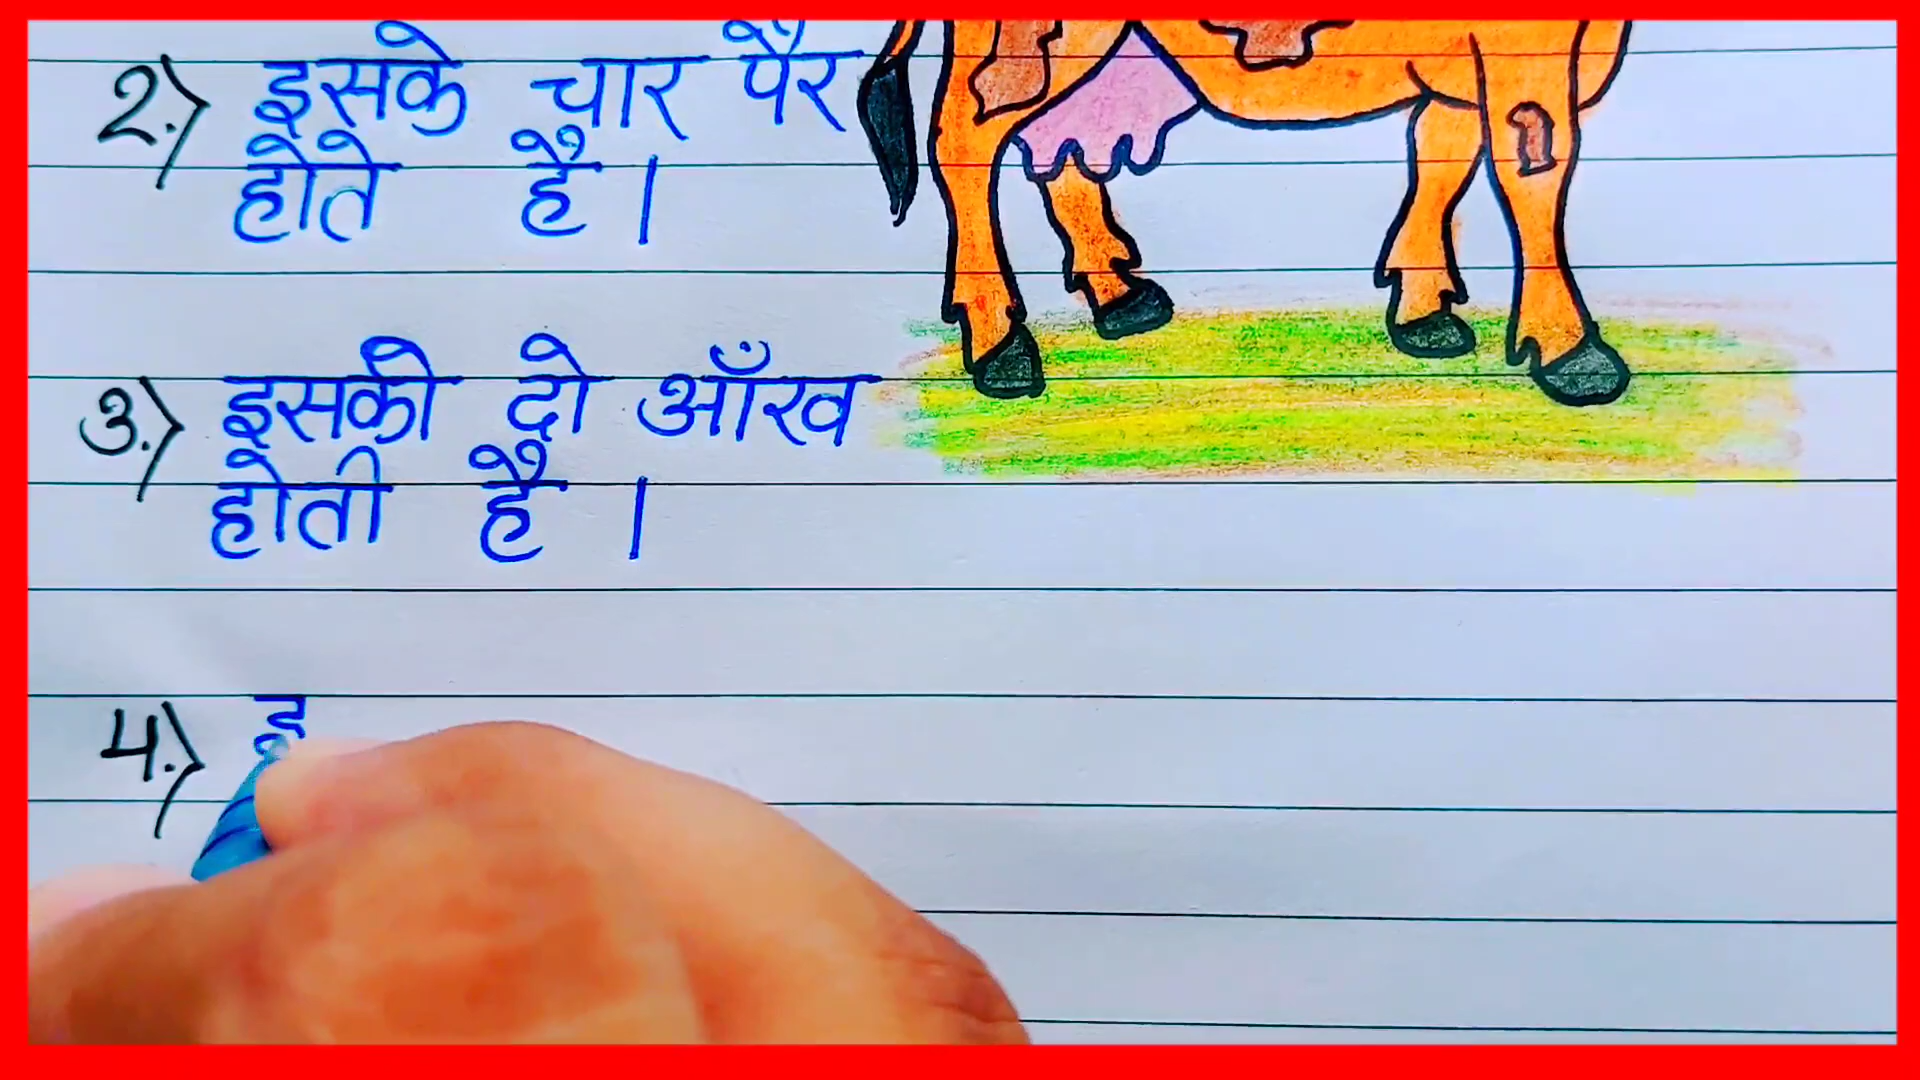 2.) इसके चार पैर
होते है।
3.) इसकी दो आँख
होती है ।
4.) इ